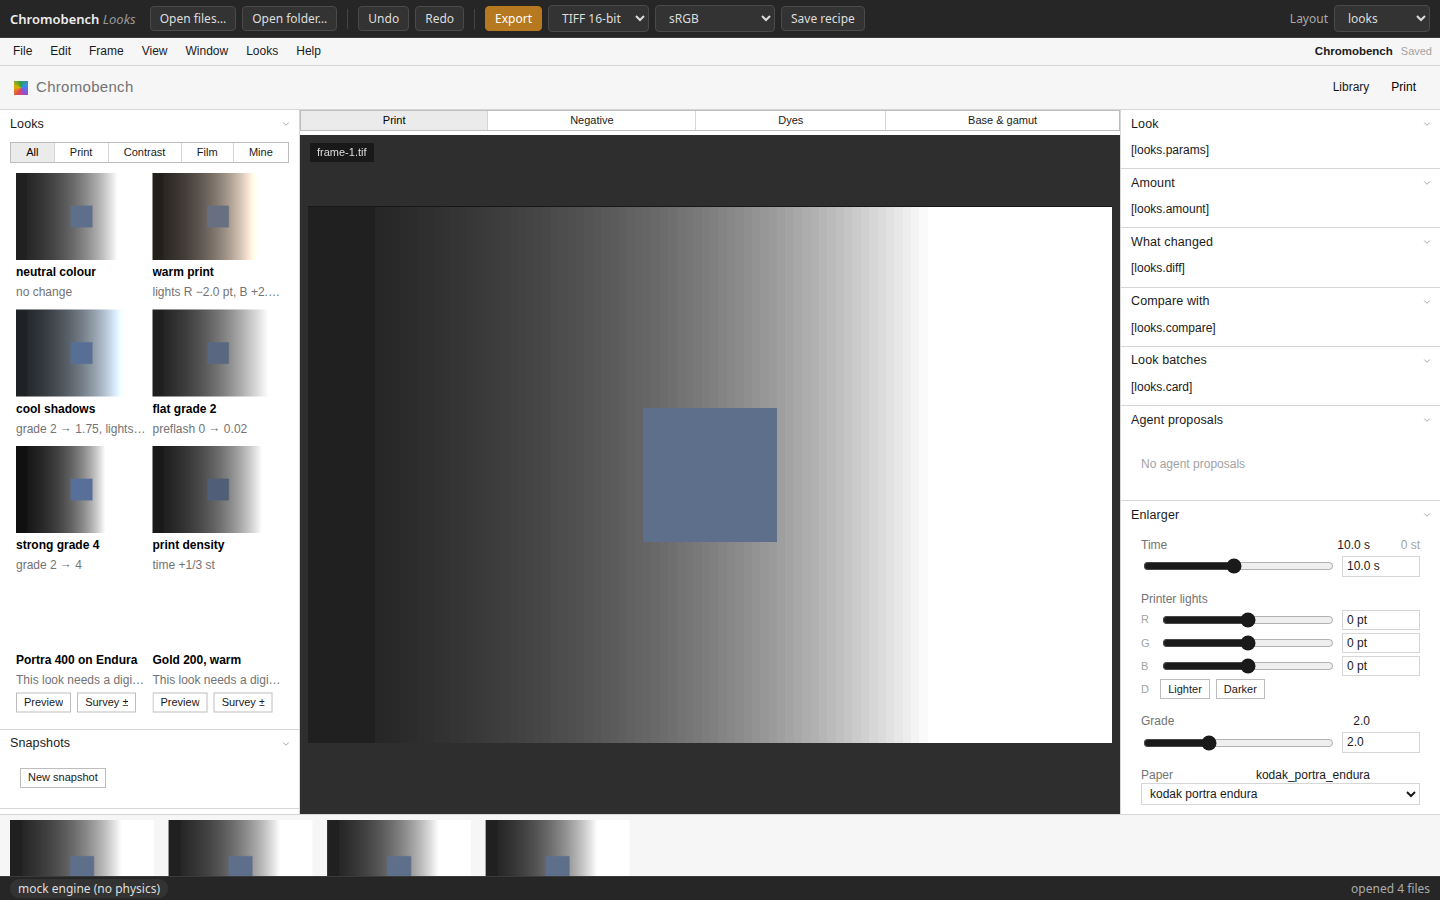 Chromobench Looks Open files... Open folder... Undo Redo Export TIFF 16-bit sRGB Save recipe Layout looks
File Edit Frame View Window Looks Help Chromobench Saved
Chromobench Library Print
Looks
All Print Contrast Film Mine
neutral colour warm print
no change lights R −2.0 pt, B +2.…
cool shadows flat grade 2
grade 2 → 1.75, lights… preflash 0 → 0.02
strong grade 4 print density
grade 2 → 4 time +1/3 st
Portra 400 on Endura Gold 200, warm
This look needs a digi… This look needs a digi…
Preview Survey ± Preview Survey ±
Snapshots
New snapshot
Print Negative Dyes Base & gamut
frame-1.tif
Look
[looks.params]
Amount
[looks.amount]
What changed
[looks.diff]
Compare with
[looks.compare]
Look batches
[looks.card]
Agent proposals
No agent proposals
Enlarger
Time 10.0 s 0 st
10.0 s
Printer lights
R 0 pt
G 0 pt
B 0 pt
D Lighter Darker
Grade 2.0
2.0
Paper kodak_portra_endura
kodak portra endura
mock engine (no physics) opened 4 files